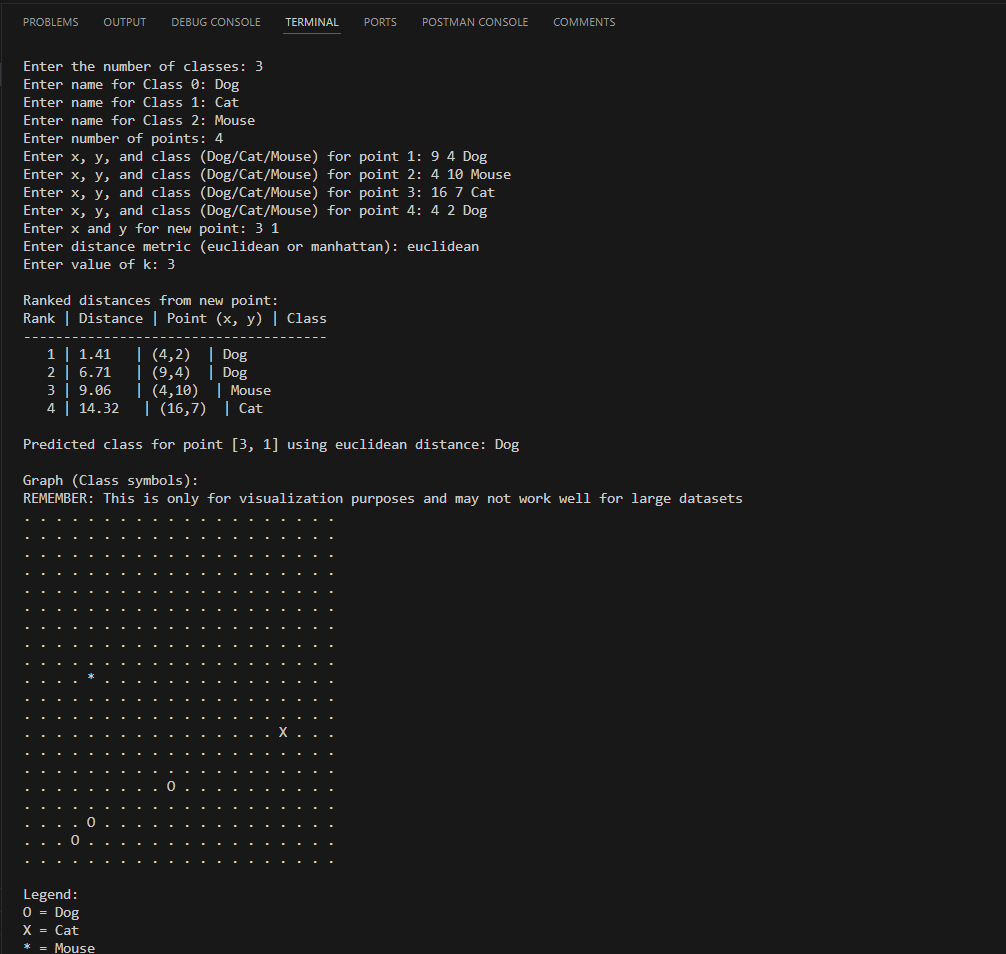 PROBLEMS OUTPUT DEBUG CONSOLE TERMINAL PORTS POSTMAN CONSOLE COMMENTS
Enter the number of classes: 3
Enter name for Class 0: Dog
Enter name for Class 1: Cat
Enter name for Class 2: Mouse
Enter number of points: 4
Enter x, y, and class (Dog/Cat/Mouse) for point 1: 9 4 Dog
Enter x, y, and class (Dog/Cat/Mouse) for point 2: 4 10 Mouse
Enter x, y, and class (Dog/Cat/Mouse) for point 3: 16 7 Cat
Enter x, y, and class (Dog/Cat/Mouse) for point 4: 4 2 Dog
Enter x and y for new point: 3 1
Enter distance metric (euclidean or manhattan): euclidean
Enter value of k: 3
Ranked distances from new point:
Rank | Distance | Point (x, y) | Class
--------------------------------------
   1 | 1.41   | (4,2)  | Dog
   2 | 6.71   | (9,4)  | Dog
   3 | 9.06   | (4,10)  | Mouse
   4 | 14.32   | (16,7)  | Cat
Predicted class for point [3, 1] using euclidean distance: Dog
Graph (Class symbols):
REMEMBER: This is only for visualization purposes and may not work well for large datasets
. . . . . . . . . . . . . . . . . . . .
. . . . . . . . . . . . . . . . . . . .
. . . . . . . . . . . . . . . . . . . .
. . . . . . . . . . . . . . . . . . . .
. . . . . . . . . . . . . . . . . . . .
. . . . . . . . . . . . . . . . . . . .
. . . . . . . . . . . . . . . . . . . .
. . . . . . . . . . . . . . . . . . . .
. . . . . . . . . . . . . . . . . . . .
. . . . * . . . . . . . . . . . . . . .
. . . . . . . . . . . . . . . . . . . .
. . . . . . . . . . . . . . . . . . . .
. . . . . . . . . . . . . . . . X . . .
. . . . . . . . . . . . . . . . . . . .
. . . . . . . . . . . . . . . . . . . .
. . . . . . . . . O . . . . . . . . . .
. . . . . . . . . . . . . . . . . . . .
. . . . O . . . . . . . . . . . . . . .
. . . O . . . . . . . . . . . . . . . .
. . . . . . . . . . . . . . . . . . . .
Legend:
O = Dog
X = Cat
* = Mouse